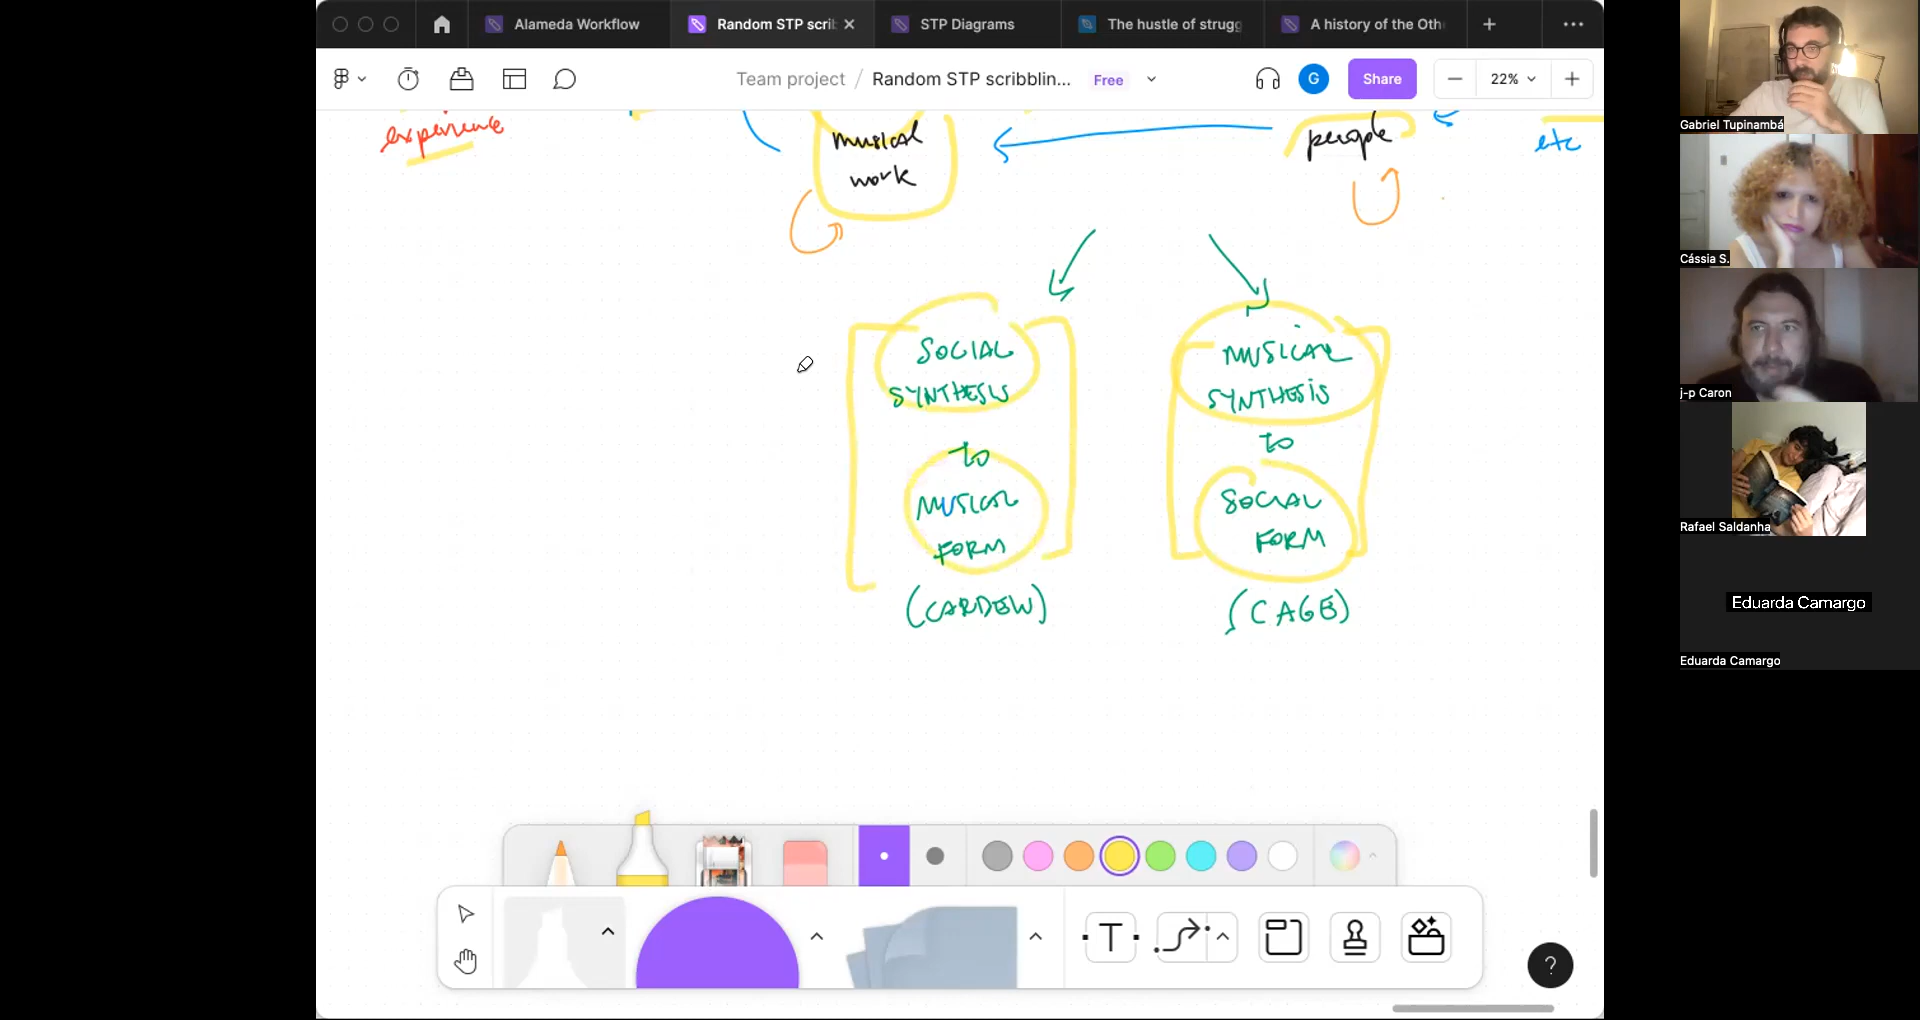 Alameda Workflow
Random STP scrib
STP Diagrams
The hustle of strugg
A history of the Oth
Team project / Random STP scribblin... Free
G
Share
22%
experience
musical
work
people
etc
SOCIAL
SYNTHESIS
to
MUSICAL
FORM
(CARDEW)
MUSICAL
SYNTHESIS
to
SOCIAL
FORM
(CAGE)
T
?
Gabriel Tupinambá
Cássia S.
j-p Caron
Rafael Saldanha
Eduarda Camargo
Eduarda Camargo